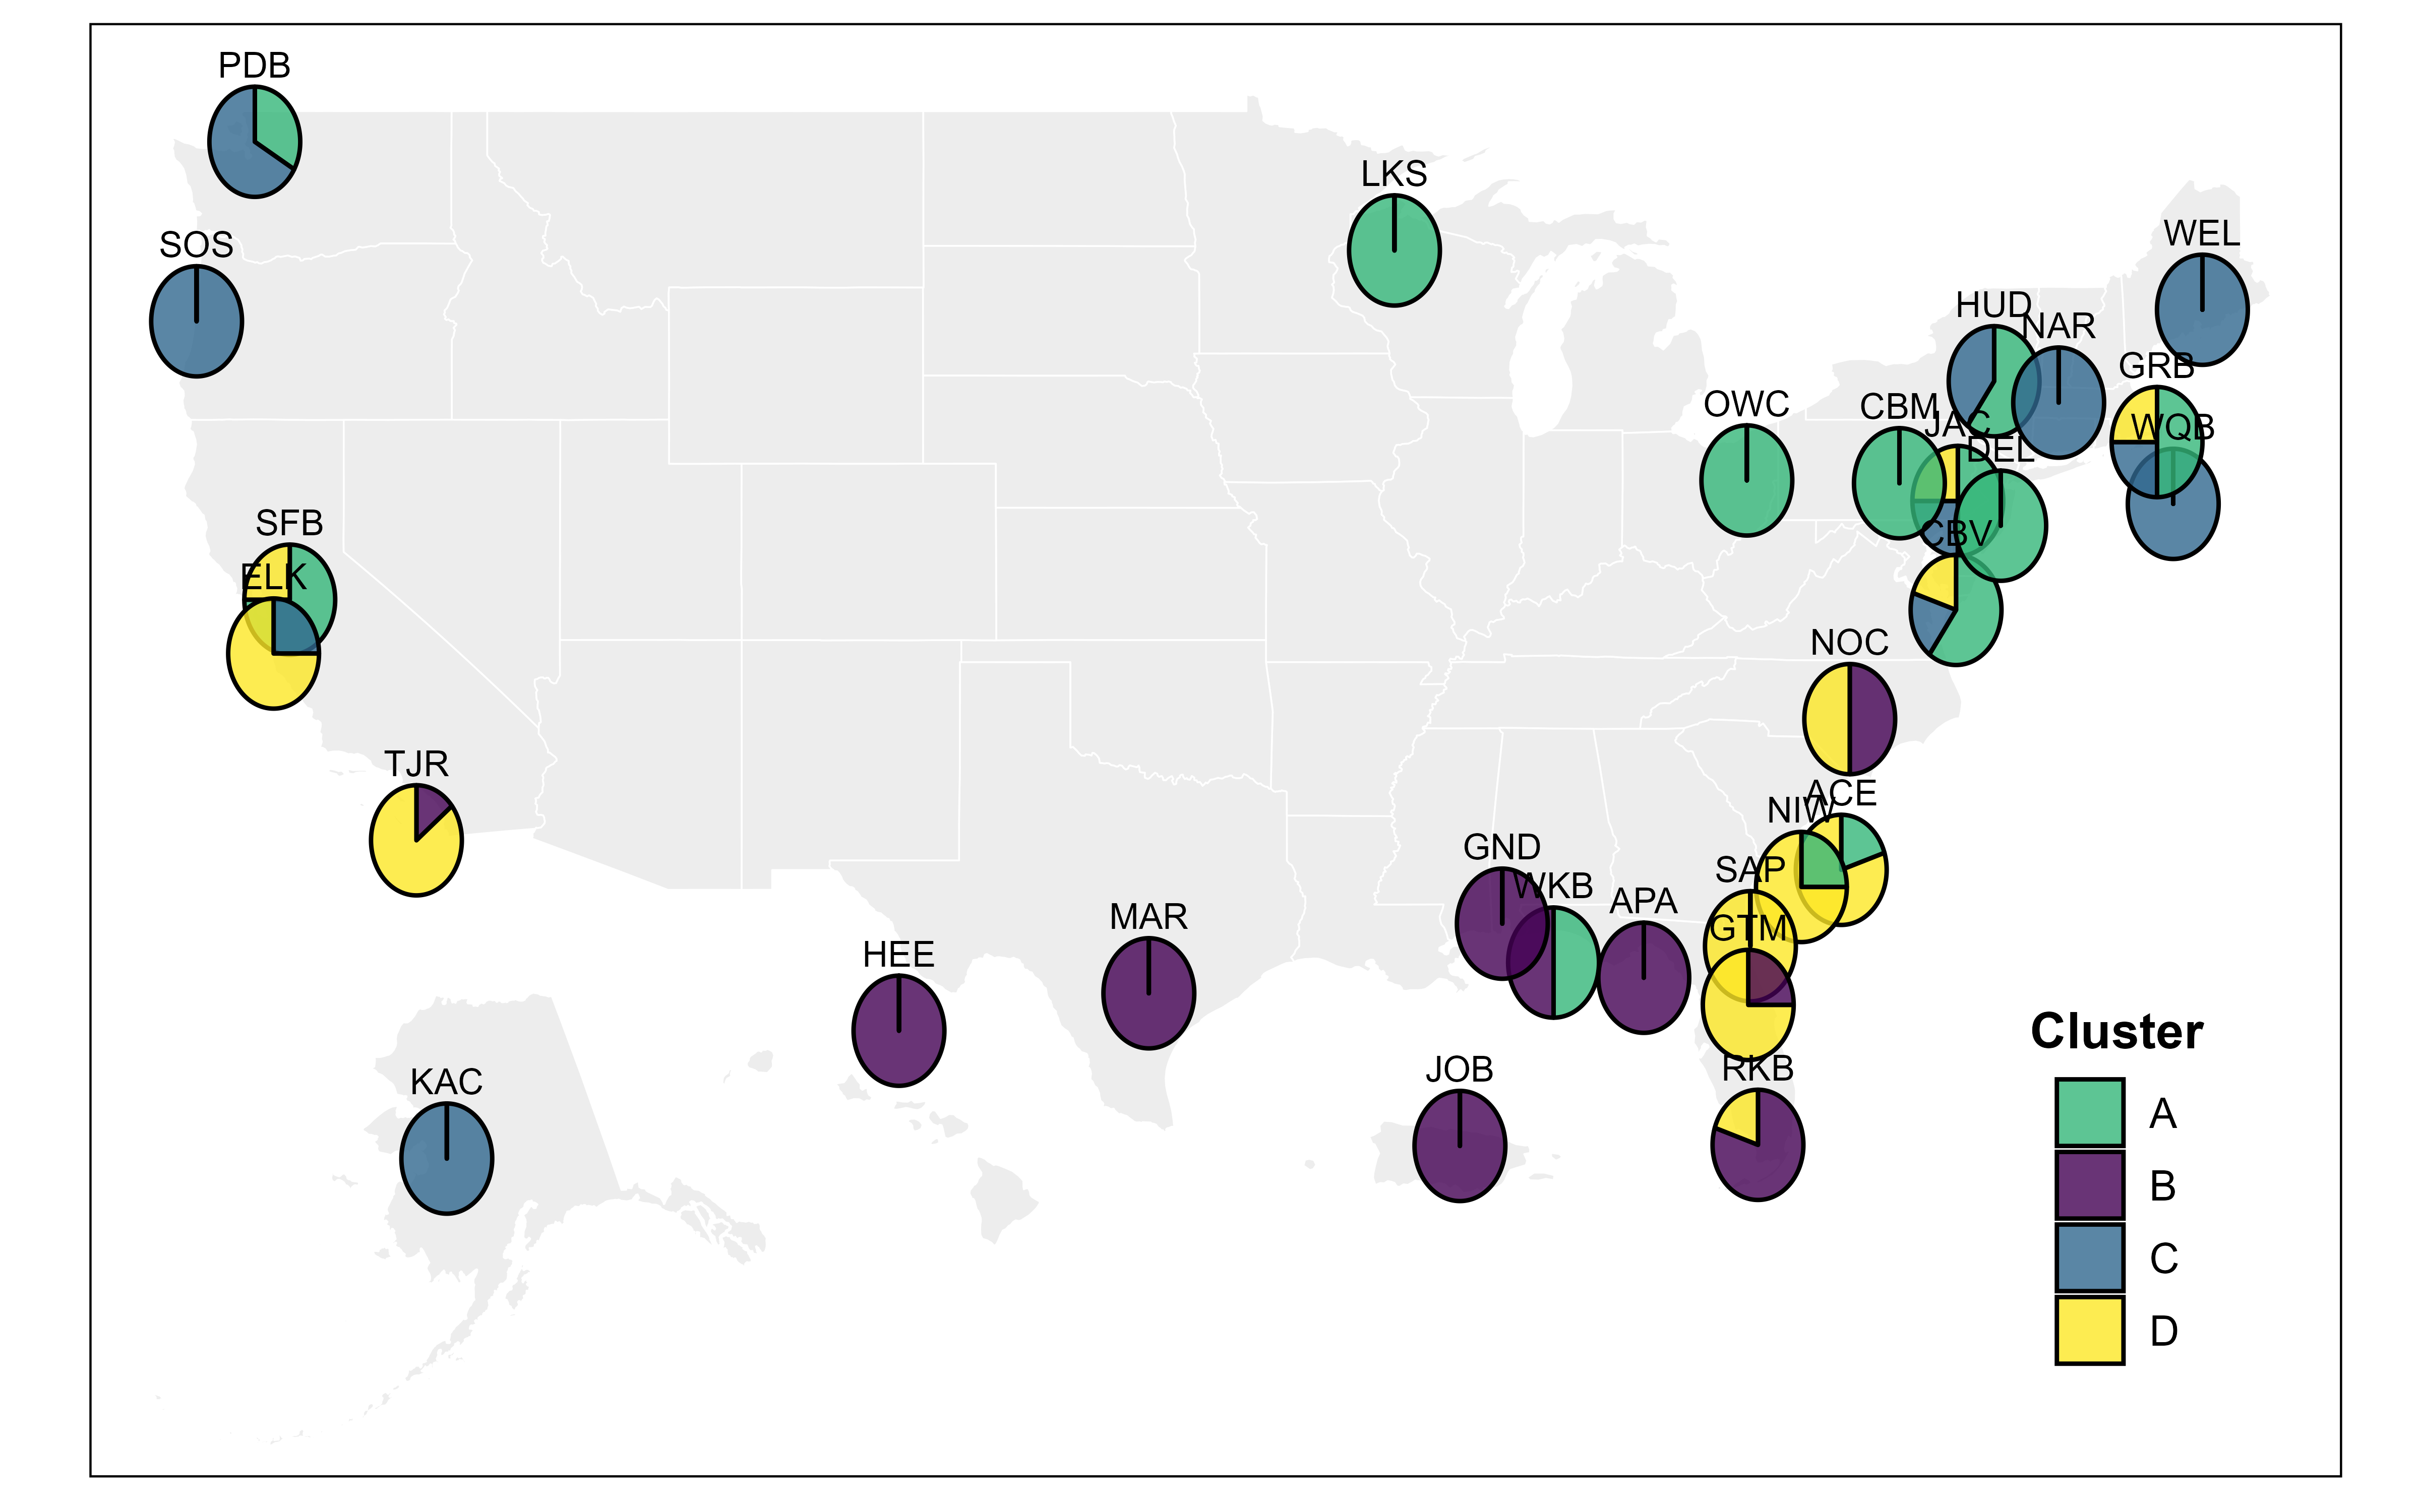 PDB
LKS
SOS
WEL
HUD
NAR
GRB
OWC
CBM
JAC
WQB
DEL
SFB
CBV
ELK
NOC
TJR
ACE
NIW
GND
SAP
WKB
APA
MAR
GTM
HEE
RKB
JOB
KAC
Cluster
A
B
C
D